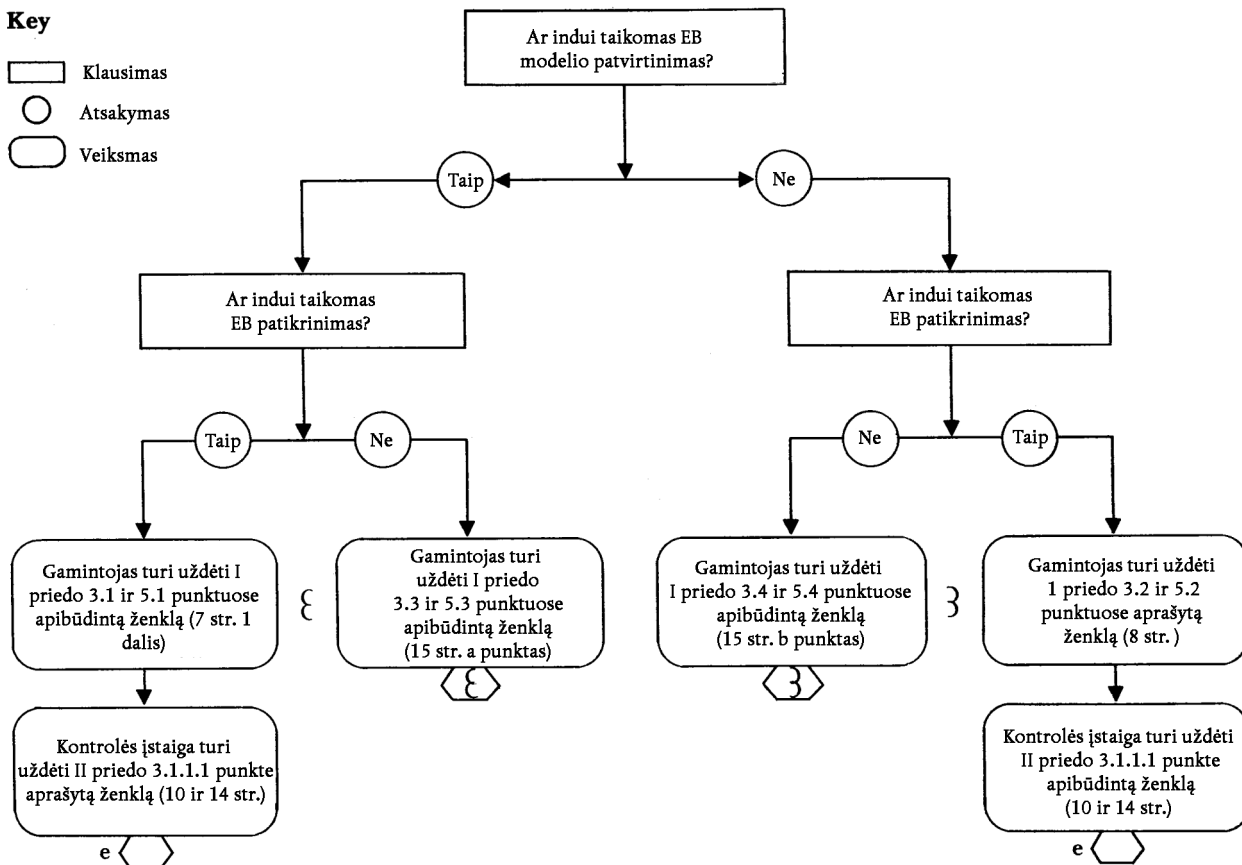 Key
Klausimas
Atsakymas
Veiksmas
Ar indui taikomas EB
modelio patvirtinimas?
Taip
Ne
Ar indui taikomas
EB patikrinimas?
Ar indui taikomas
EB patikrinimas?
Taip
Ne
Ne
Taip
Gamintojas turi uždėti I
priedo 3.1 ir 5.1 punktuose
apibūdintą ženklą (7 str. 1
dalis)
Gamintojas turi
uždėti I priedo
3.3 ir 5.3 punktuose
apibūdintą ženklą
(15 str. a punktas)
Gamintojas turi uždėti
I priedo 3.4 ir 5.4 punktuose
apibūdintą ženklą
(15 str. b punktas)
Gamintojas turi uždėti
1 priedo 3.2 ir 5.2
punktuose aprašytą
ženklą (8 str. )
Kontrolės įstaiga turi
uždėti II priedo 3.1.1.1 punkte
aprašytą ženklą (10 ir 14 str.)
Kontrolės įstaiga turi uždėti
II priedo 3.1.1.1 punkte
apibūdintą ženklą
(10 ir 14 str.)
e
e